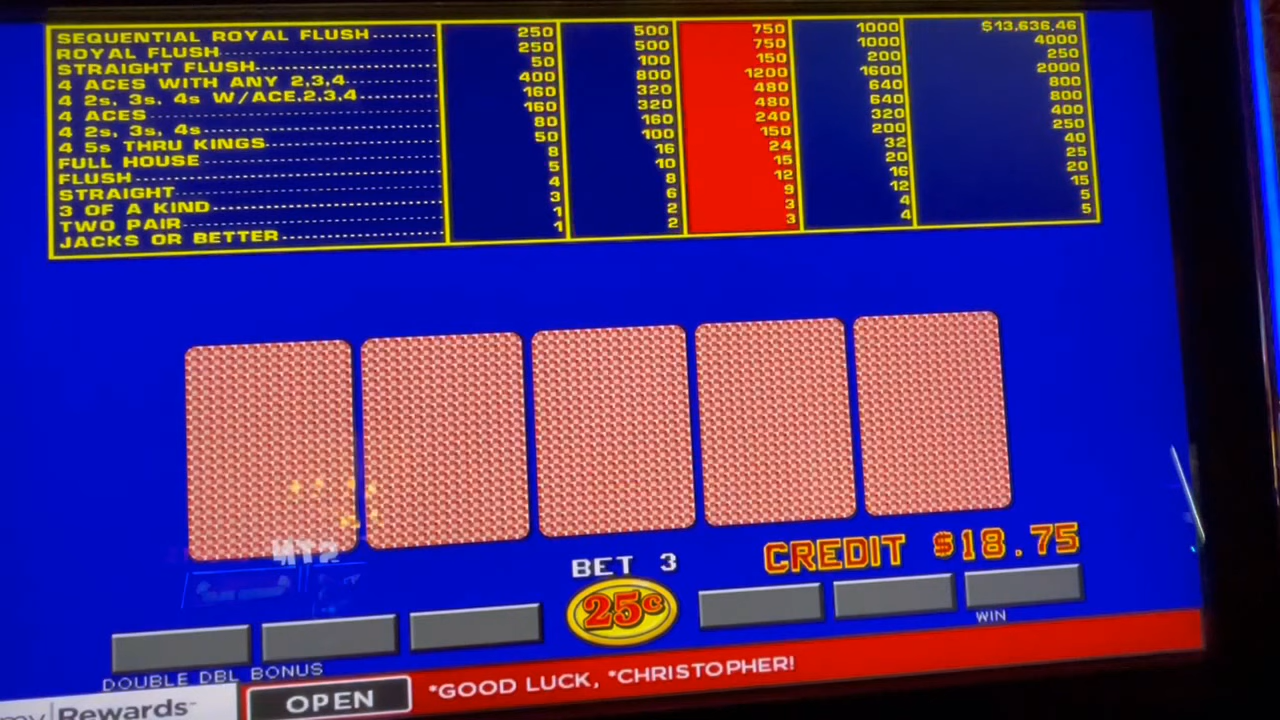 SEQUENTIAL ROYAL FLUSH 250 500 750 1000 $13,636.46
ROYAL FLUSH 250 500 750 1000 4000
STRAIGHT FLUSH 50 100 150 200 250
4 ACES WITH ANY 2,3,4 400 800 1200 1600 2000
4 2s, 3s, 4s W/ACE,2,3,4 160 320 480 640 800
4 ACES 160 320 480 640 800
4 2s, 3s, 4s 80 160 240 320 400
4 5s THRU KINGS 50 100 150 200 250
FULL HOUSE 8 16 24 32 40
FLUSH 5 10 15 20 25
STRAIGHT 4 8 12 16 20
3 OF A KIND 3 6 9 12 15
TWO PAIR 1 2 3 4 5
JACKS OR BETTER 1 2 3 4 5
BET 3
CREDIT $18.75
25¢
WIN
DOUBLE DBL BONUS
my|Rewards
OPEN
*GOOD LUCK, *CHRISTOPHER!